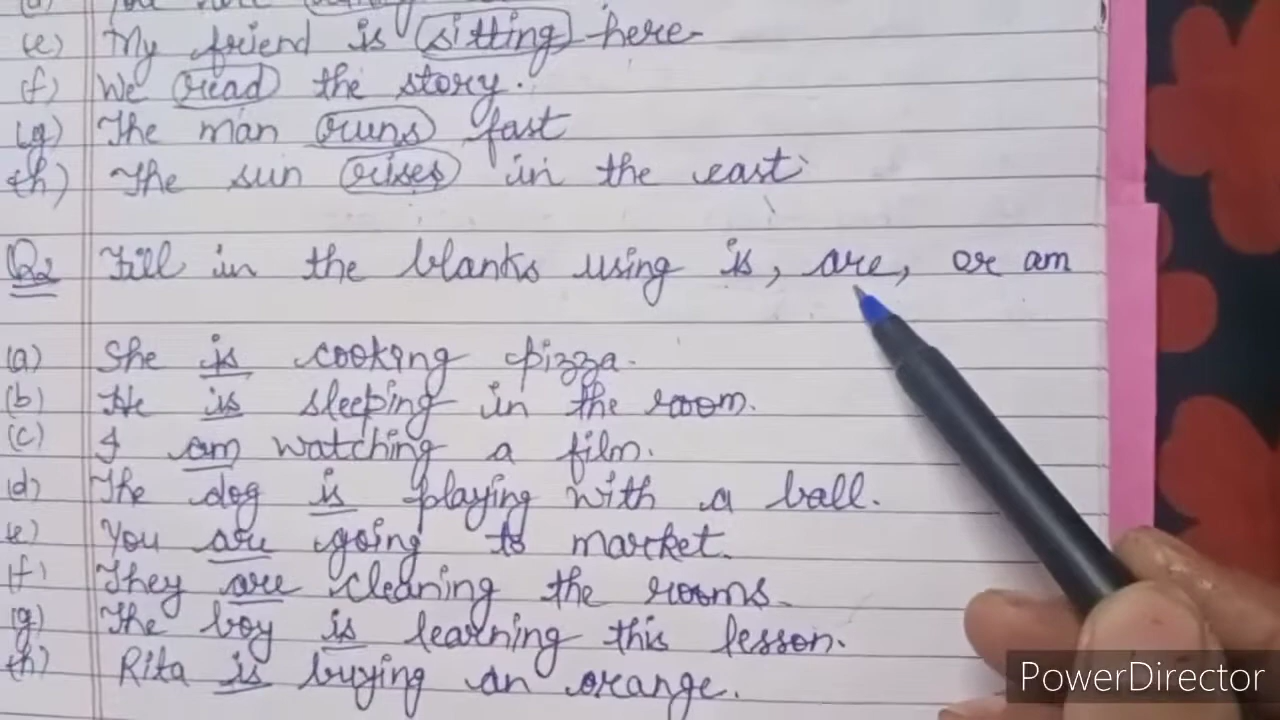 (e) My friend is sitting here
(f) We read the story.
(g) The man runs fast
(h) The sun rises in the east
Q2 Fill in the blanks using is, are, or am
(a) She is cooking pizza.
(b) He is sleeping in the room.
(c) I am watching a film.
(d) The dog is playing with a ball.
(e) You are going to market.
(f) They are cleaning the rooms.
(g) The boy is learning this lesson.
(h) Rita is buying an orange.
PowerDirector